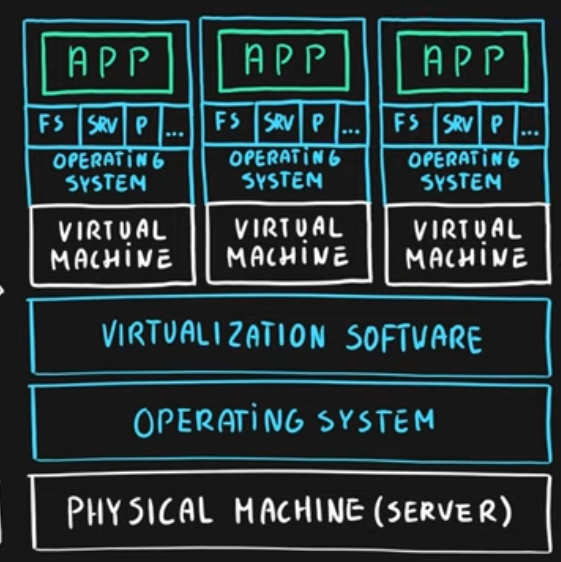 APP APP APP
FS SRV P ... FS SRV P ... FS SRV P ...
OPERATING OPERATING OPERATING
SYSTEM SYSTEM SYSTEM
VIRTUAL VIRTUAL VIRTUAL
MACHINE MACHINE MACHINE
VIRTUALIZATION SOFTWARE
OPERATING SYSTEM
PHYSICAL MACHINE (SERVER)